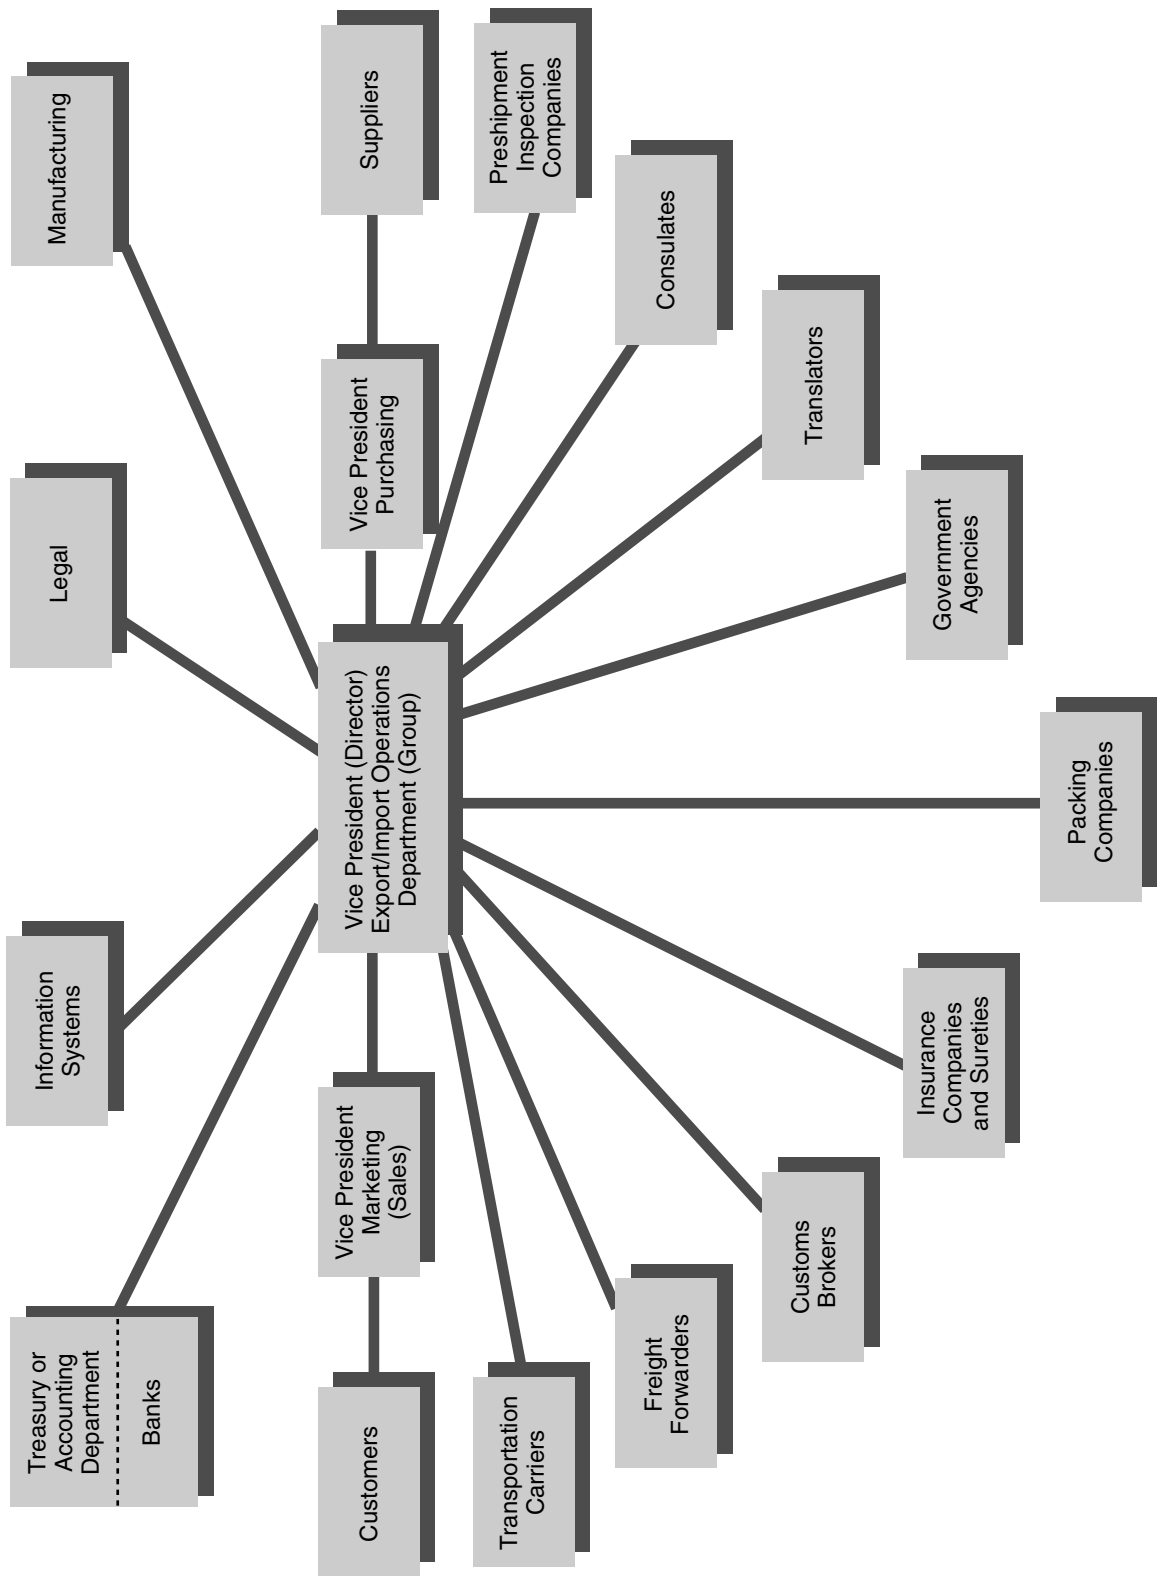 Treasury or
Accounting
Department
Banks
Information
Systems
Legal
Manufacturing
Customers
Vice President
Marketing
(Sales)
Vice President (Director)
Export/Import Operations
Department (Group)
Vice President
Purchasing
Suppliers
Transportation
Carriers
Preshipment
Inspection
Companies
Freight
Forwarders
Consulates
Customs
Brokers
Translators
Insurance
Companies
and Sureties
Government
Agencies
Packing
Companies